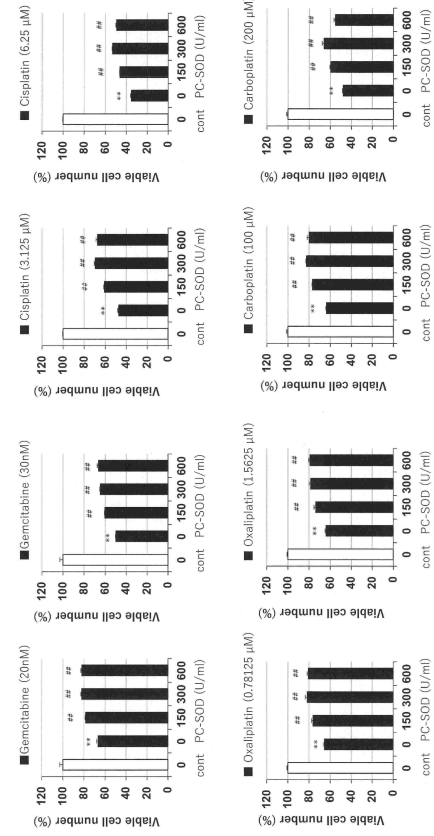 ■Gemcitabine (20nM)
Viable cell number (%)
120
100
80
60
40
20
0
** ## ## ##
0 0 150 300 600
cont PC-SOD (U/ml)
■Gemcitabine (30nM)
Viable cell number (%)
120
100
80
60
40
20
0
** ## ## ##
0 0 150 300 600
cont PC-SOD (U/ml)
■ Cisplatin (3.125 μM)
Viable cell number (%)
120
100
80
60
40
20
0
** ## ## ##
0 0 150 300 600
cont PC-SOD (U/ml)
■ Cisplatin (6.25 μM)
Viable cell number (%)
120
100
80
60
40
20
0
** ## ## ##
0 0 150 300 600
cont PC-SOD (U/ml)
■ Oxaliplatin (0.78125 μM)
Viable cell number (%)
120
100
80
60
40
20
0
** ## ## ##
0 0 150 300 600
cont PC-SOD (U/ml)
■ Oxaliplatin (1.5625 μM)
Viable cell number (%)
120
100
80
60
40
20
0
** ## ## ##
0 0 150 300 600
cont PC-SOD (U/ml)
■ Carboplatin (100 μM)
Viable cell number (%)
120
100
80
60
40
20
0
** ## ## ##
0 0 150 300 600
cont PC-SOD (U/ml)
■ Carboplatin (200 μM)
Viable cell number (%)
120
100
80
60
40
20
0
** ## ## ##
0 0 150 300 600
cont PC-SOD (U/ml)